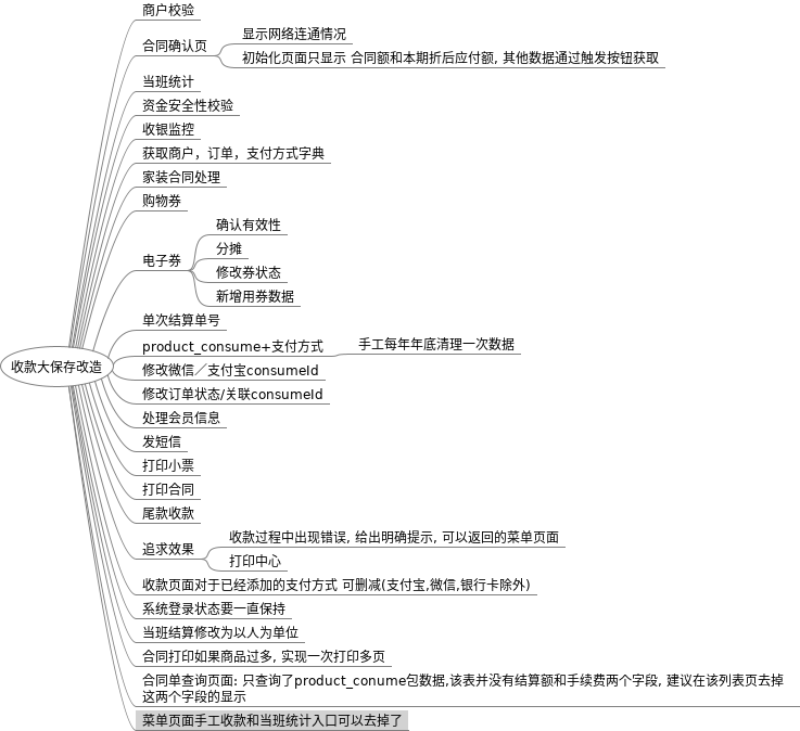 商户校验
合同确认页
显示网络连通情况
初始化页面只显示 合同额和本期折后应付额, 其他数据通过触发按钮获取
当班统计
资金安全性校验
收银监控
获取商户，订单，支付方式字典
家装合同处理
购物券
电子券
确认有效性
分摊
修改券状态
新增用券数据
单次结算单号
收款大保存改造
product_consume+支付方式
手工每年年底清理一次数据
修改微信／支付宝consumeId
修改订单状态/关联consumeId
处理会员信息
发短信
打印小票
打印合同
尾款收款
追求效果
收款过程中出现错误, 给出明确提示, 可以返回的菜单页面
打印中心
收款页面对于已经添加的支付方式 可删减(支付宝,微信,银行卡除外)
系统登录状态要一直保持
当班结算修改为以人为单位
合同打印如果商品过多, 实现一次打印多页
合同单查询页面: 只查询了product_conume包数据,该表并没有结算额和手续费两个字段, 建议在该列表页去掉
这两个字段的显示
菜单页面手工收款和当班统计入口可以去掉了